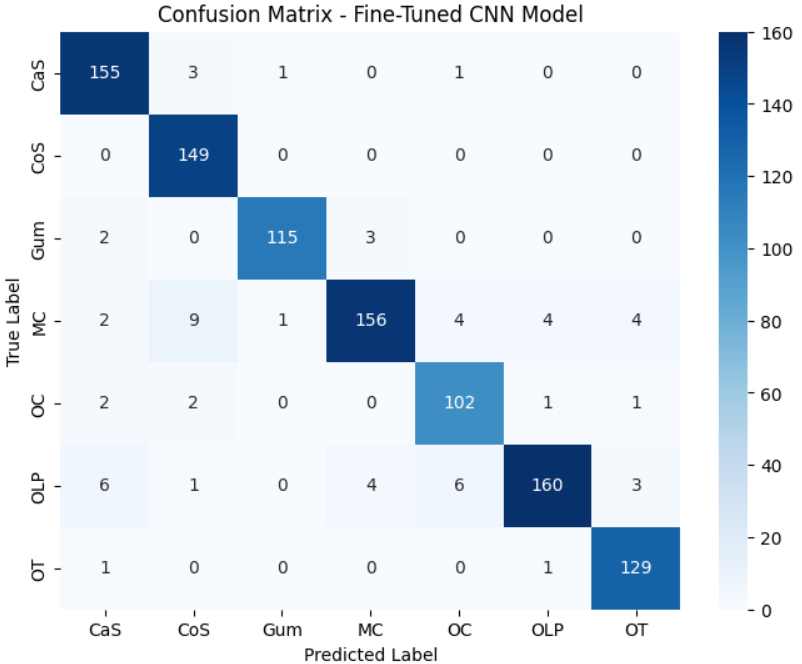 Confusion Matrix - Fine-Tuned CNN Model
True Label
CaS 155 3 1 0 1 0 0
CoS 0 149 0 0 0 0 0
Gum 2 0 115 3 0 0 0
MC 2 9 1 156 4 4 4
OC 2 2 0 0 102 1 1
OLP 6 1 0 4 6 160 3
OT 1 0 0 0 0 1 129
CaS CoS Gum MC OC OLP OT
Predicted Label
160
140
120
100
80
60
40
20
0